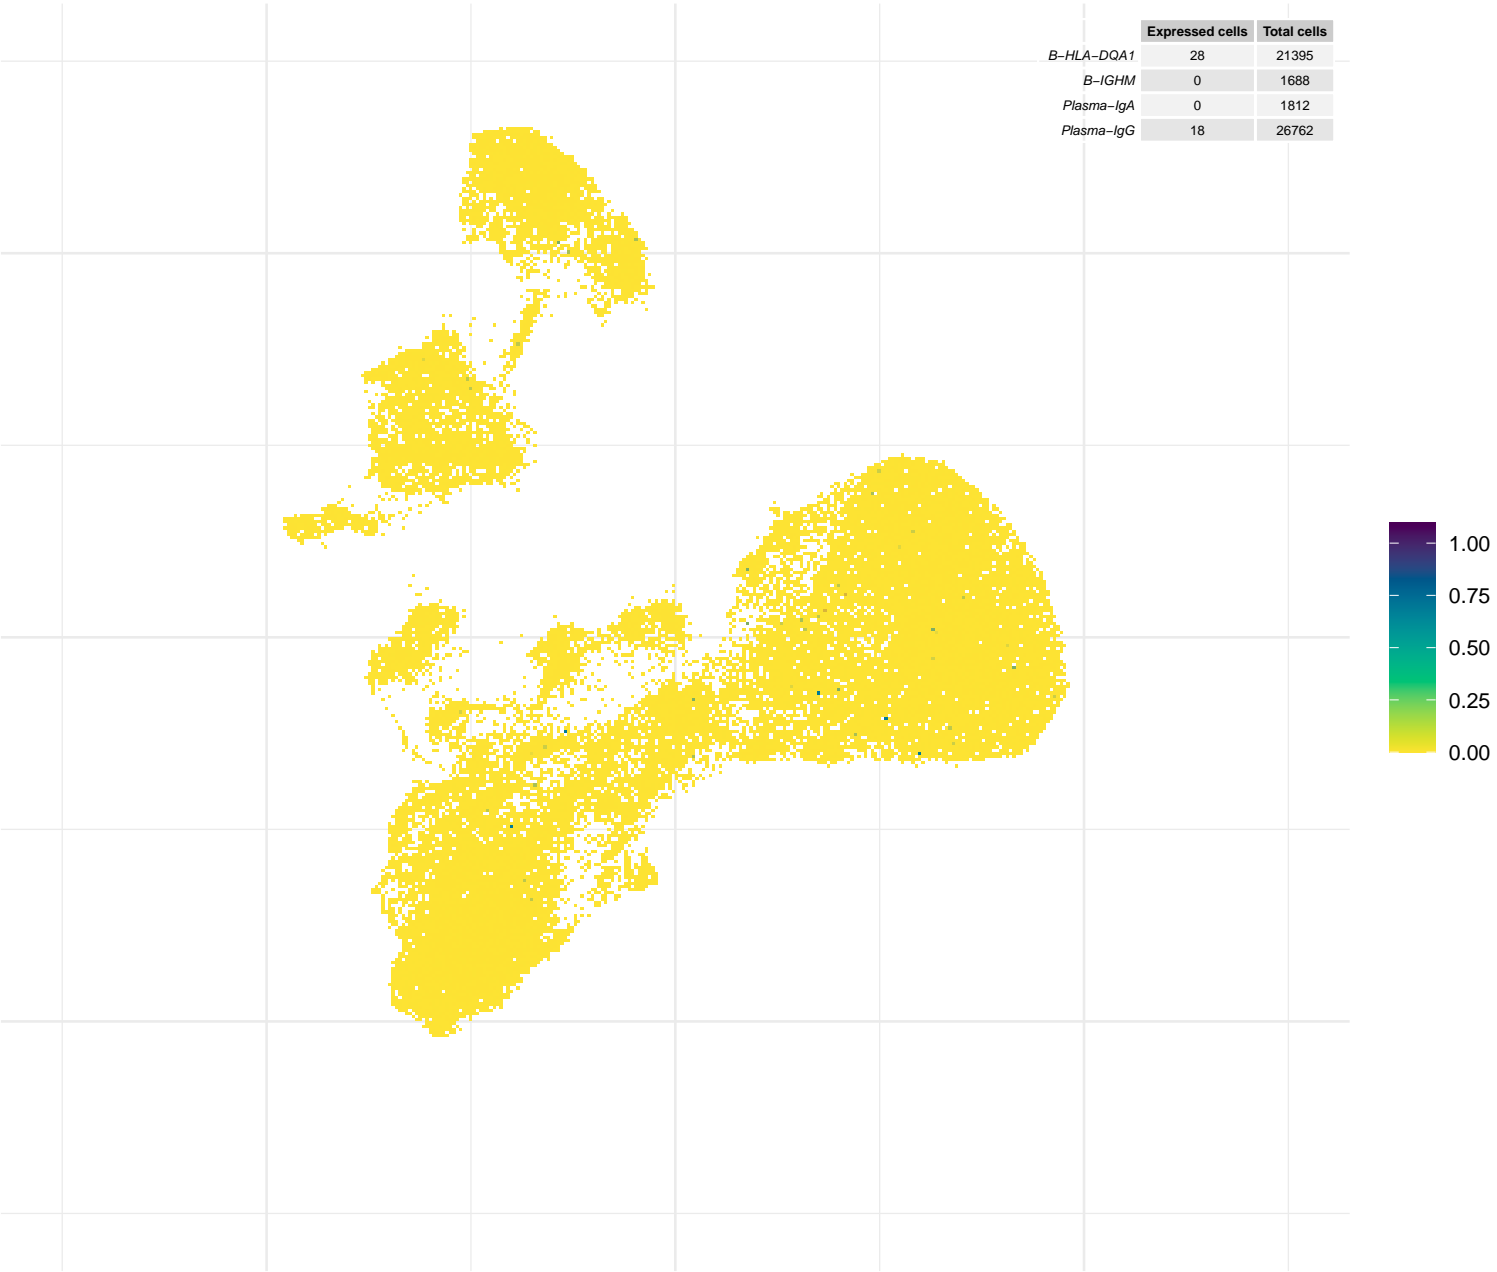 Expressed cells Total cells
B−HLA−DQA1 28 21395
B−IGHM 0 1688
Plasma−IgA 0 1812
Plasma−IgG 18 26762
1.00
0.75
0.50
0.25
0.00